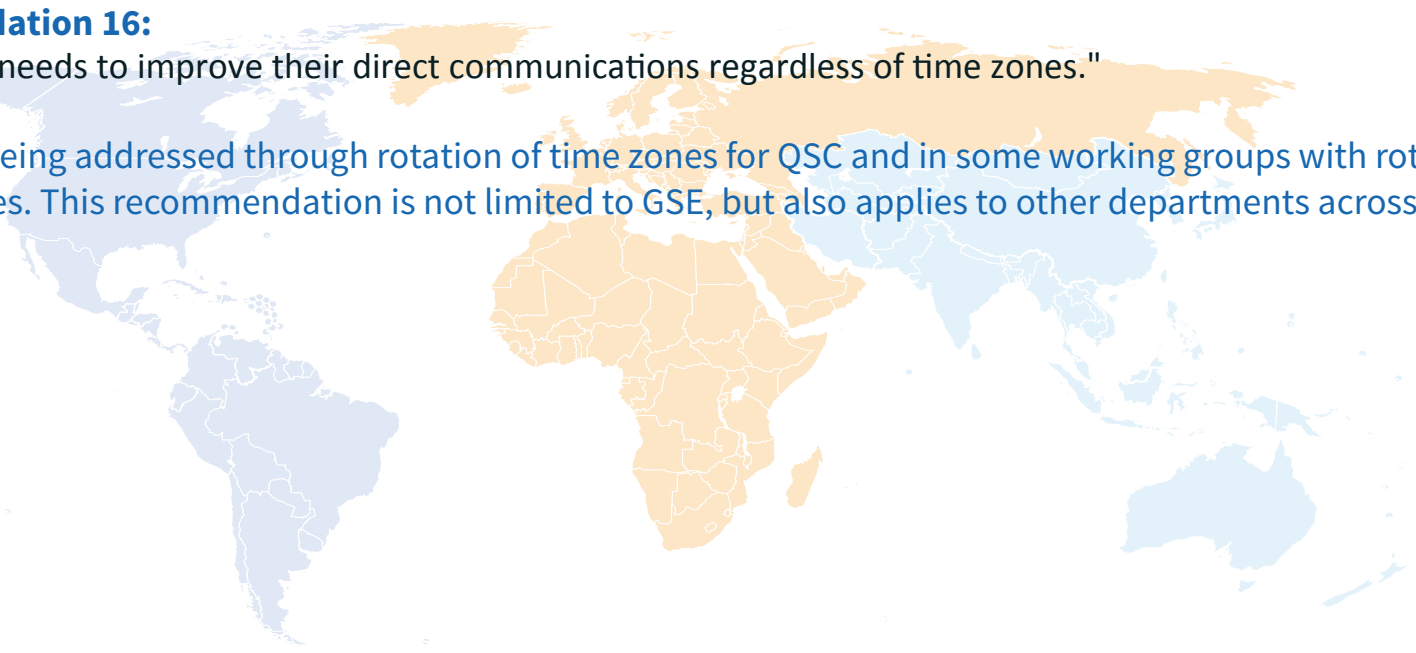 dation 16:
needs to improve their direct communications regardless of time zones."
eing addressed through rotation of time zones for QSC and in some working groups with rot
es. This recommendation is not limited to GSE, but also applies to other departments across